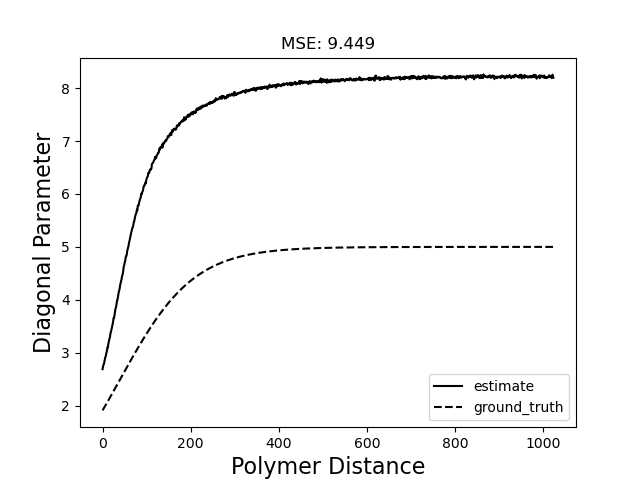 MSE: 9.449
Diagonal Parameter
8
7
6
5
4
3
2
estimate
ground_truth
0 200 400 600 800 1000
Polymer Distance